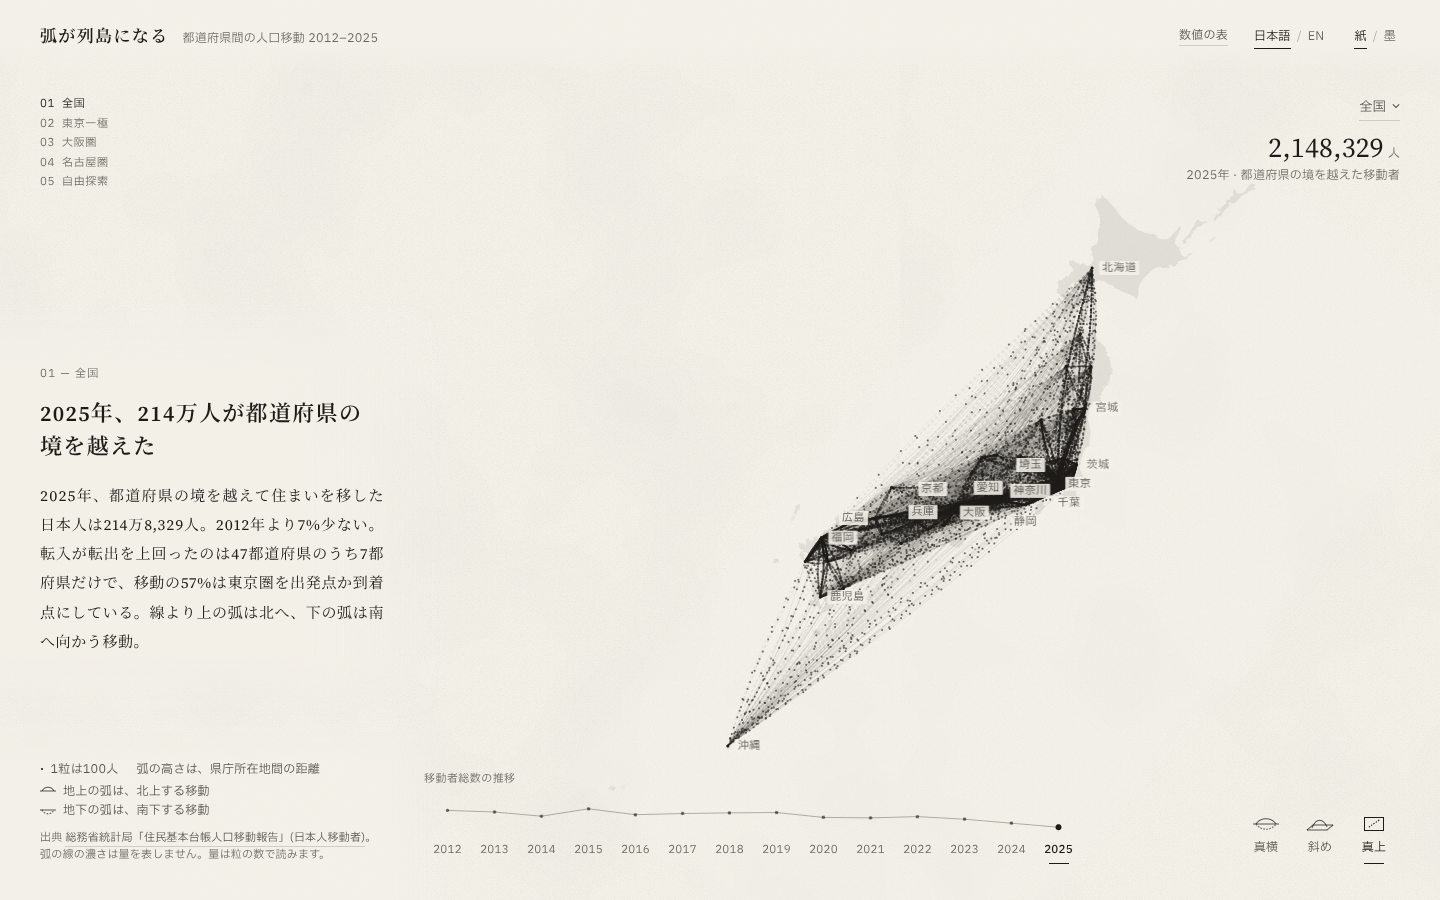 弧が列島になる 都道府県間の人口移動 2012–2025
数値の表 日本語 / EN 紙 / 墨
01 全国
02 東京一極
03 大阪圏
04 名古屋圏
05 自由探索
全国
2,148,329 人
2025年 · 都道府県の境を越えた移動者
北海道
宮城
埼玉
茨城
京都
愛知
神奈川
東京
千葉
広島
兵庫
大阪
静岡
福岡
鹿児島
沖縄
01 — 全国
2025年、214万人が都道府県の
境を越えた
2025年、都道府県の境を越えて住まいを移した
日本人は214万8,329人。2012年より7%少ない。
転入が転出を上回ったのは47都道府県のうち7都
府県だけで、移動の57%は東京圏を出発点か到着
点にしている。線より上の弧は北へ、下の弧は南
へ向かう移動。
· 1粒は100人 弧の高さは、県庁所在地間の距離
地上の弧は、北上する移動
地下の弧は、南下する移動
出典 総務省統計局「住民基本台帳人口移動報告」(日本人移動者)。
弧の線の濃さは量を表しません。量は粒の数で読みます。
移動者総数の推移
2012 2013 2014 2015 2016 2017 2018 2019 2020 2021 2022 2023 2024 2025
真横 斜め 真上